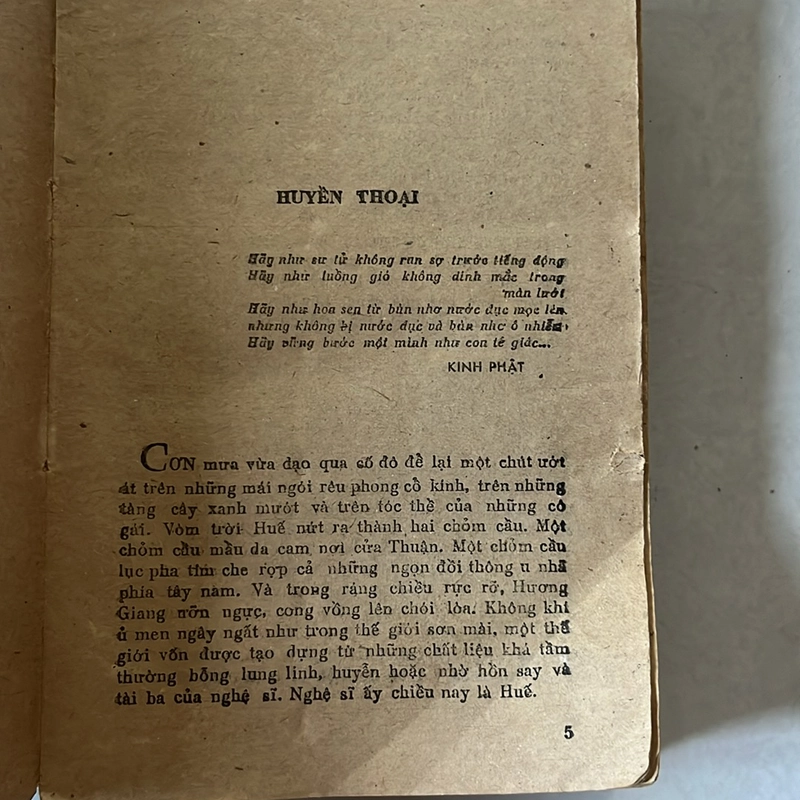 HUYỀN THOẠI
Hãy như sư tử không run sợ trước tiếng động
Hãy như luồng gió không dính mắc trong
màn lưới
Hãy như hoa sen từ bùn nhơ nước đục mọc lên
nhưng không bị nước đục và bùn nhơ ô nhiễm
Hãy vững bước một mình như con tê giác...
KINH PHẬT
CƠN mưa vừa dạo qua cố đô để lại một chút ướt
át trên những mái ngói rêu phong cổ kính, trên những
tàng cây xanh mướt và trên tóc thề của những cô
gái. Vòm trời Huế nứt ra thành hai chỏm cầu. Một
chỏm cầu mầu da cam nơi cửa Thuận. Một chỏm cầu
lục pha tím che rợp cả những ngọn đồi thông u nhã
phía tây nam. Và trong ráng chiều rực rỡ, Hương
Giang ưỡn ngực, cong vồng lên chói lòa. Không khí
ủ men ngây ngất như trong thế giới sơn mài, một thế
giới vốn được tạo dựng từ những chất liệu khá tầm
thường bỗng lung linh, huyễn hoặc nhờ hồn say và
tài ba của nghệ sĩ. Nghệ sĩ ấy chiều nay là Huế.
5